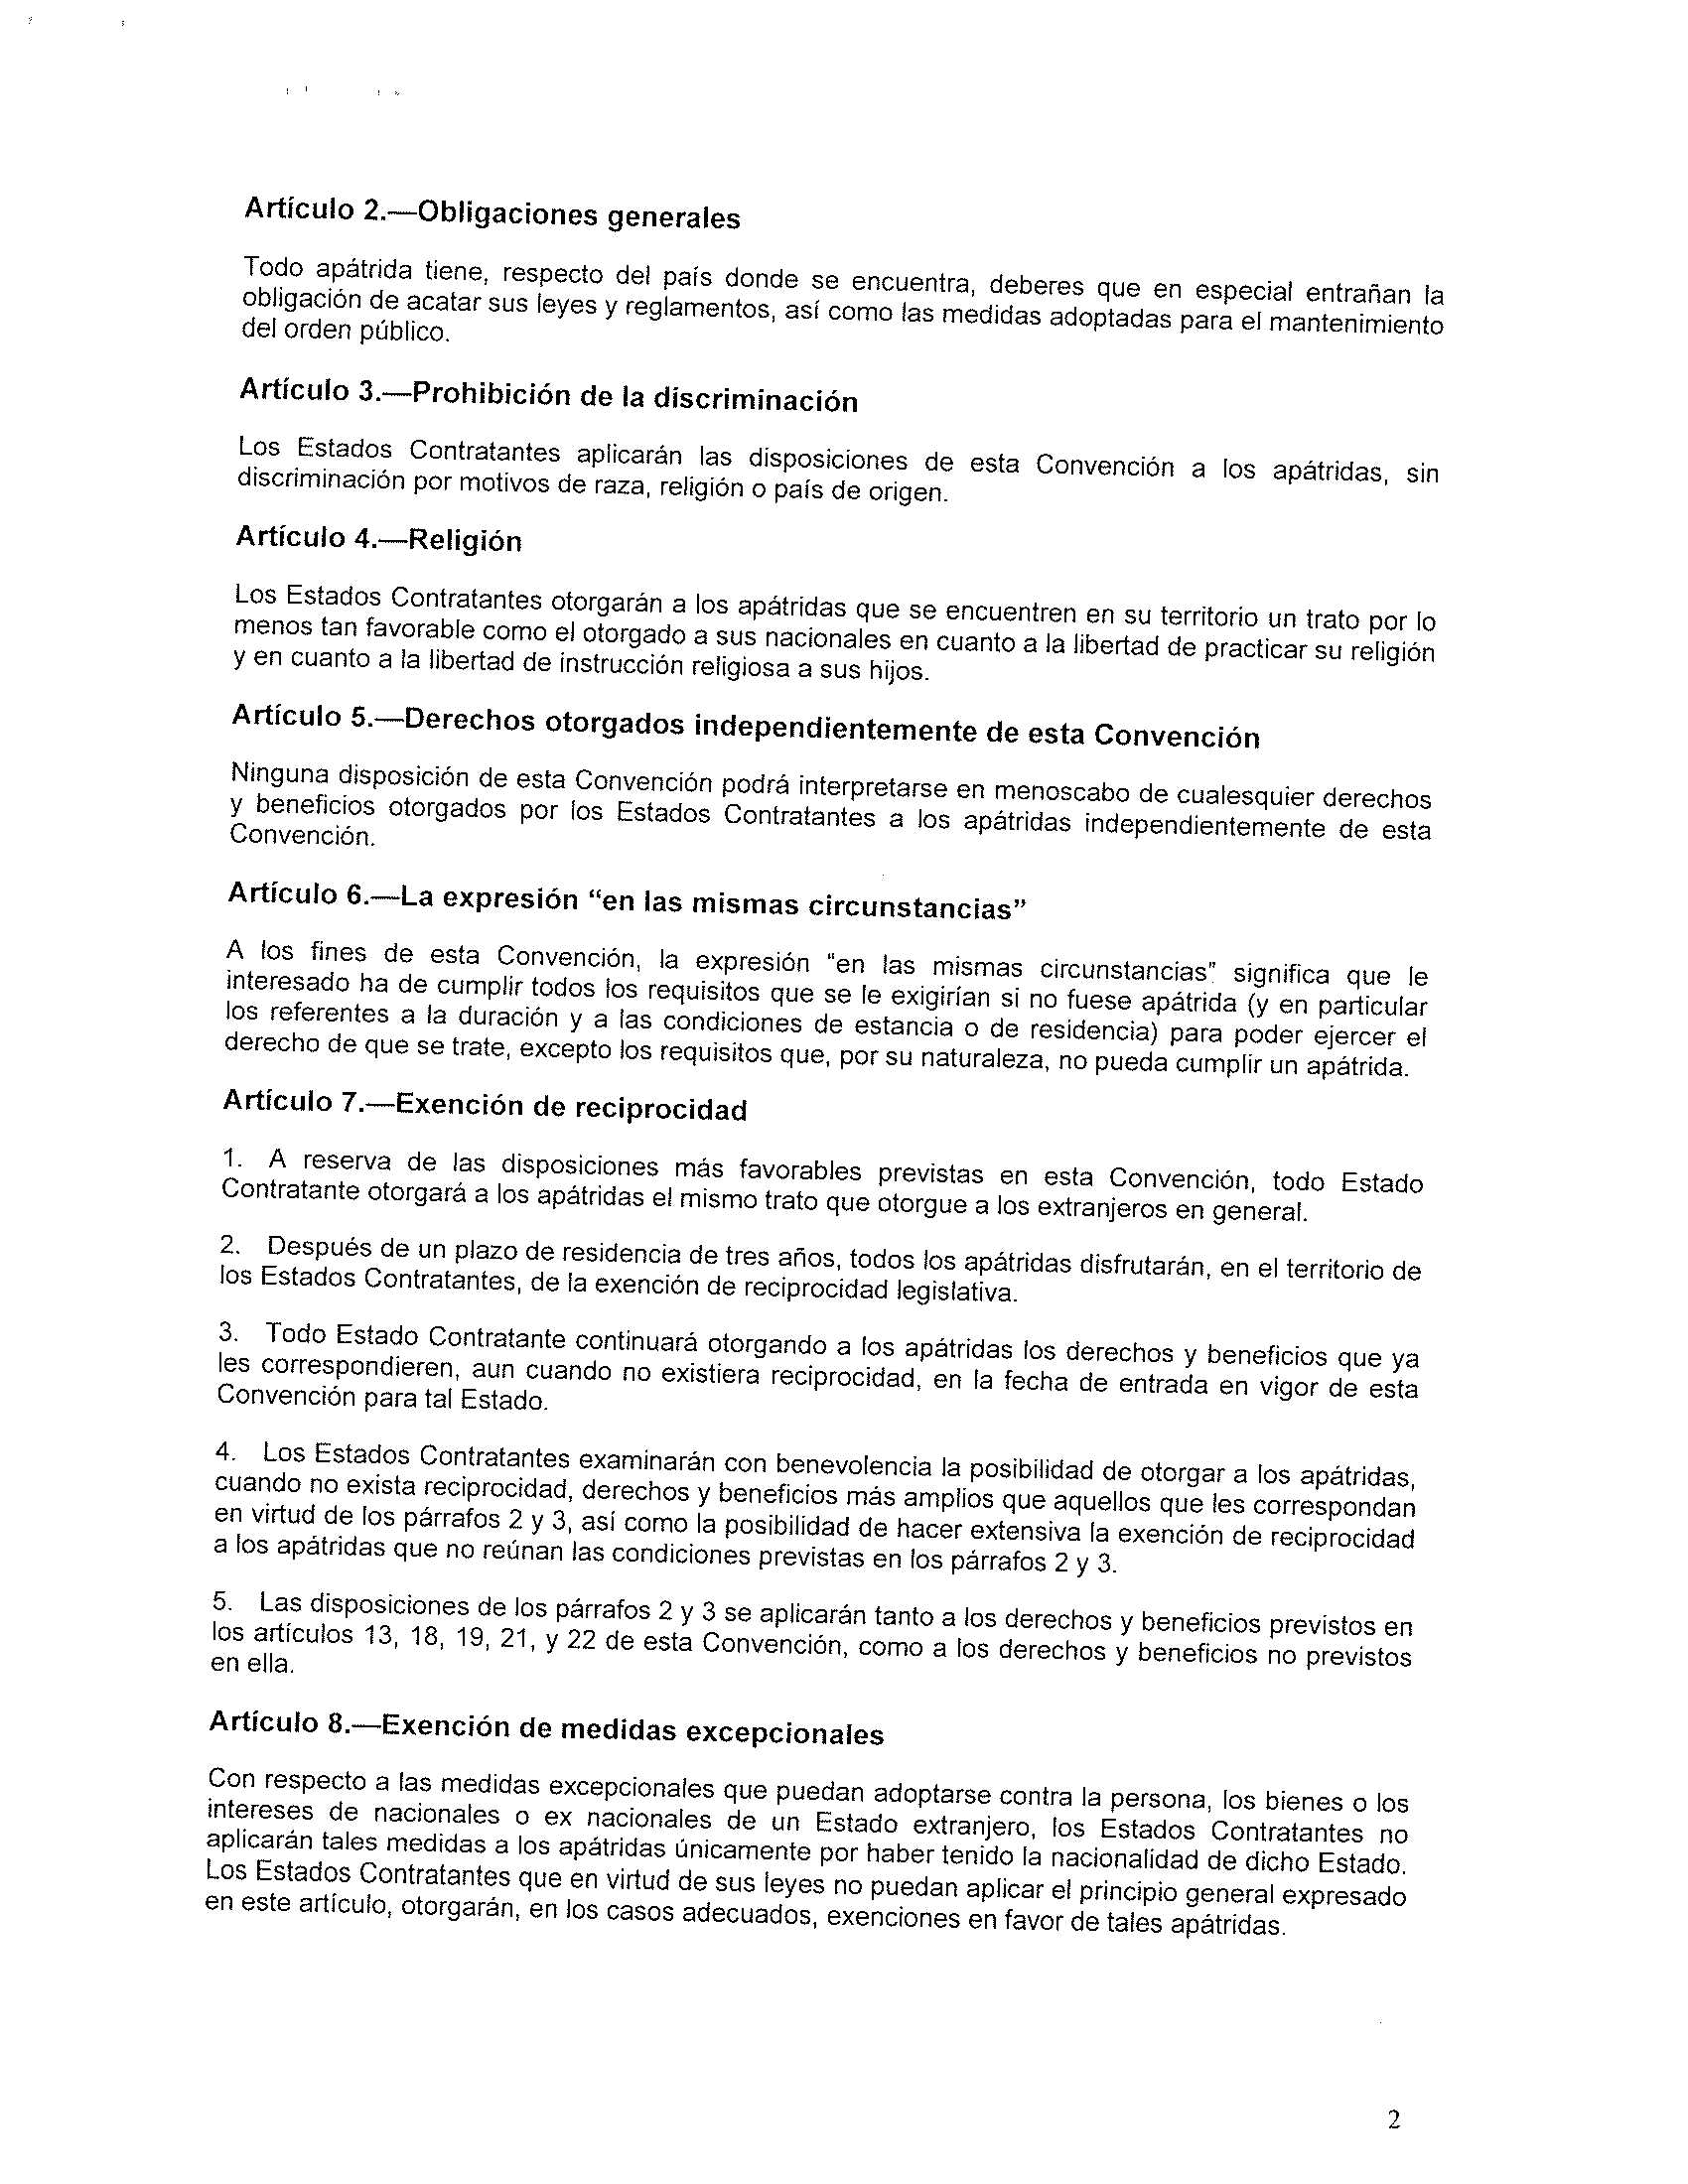 Artículo 2.—Obligaciones generales
Todo apátrida tiene, respecto del país donde se encuentra, deberes que en especial entrañan la
obligación de acatar sus leyes y reglamentos, así como las medidas adoptadas para el mantenimiento
del orden público.
Artículo 3.—Prohibición de la discriminación
Los Estados Contratantes aplicarán las disposiciones de esta Convención a los apátridas, sin
discriminación por motivos de raza, religión o país de origen.
Artículo 4.—Religión
Los Estados Contratantes otorgarán a los apátridas que se encuentren en su territorio un trato por lo
menos tan favorable como el otorgado a sus nacionales en cuanto a la libertad de practicar su religión
y en cuanto a la libertad de instrucción religiosa a sus hijos.
Artículo 5.—Derechos otorgados independientemente de esta Convención
Ninguna disposición de esta Convención podrá interpretarse en menoscabo de cualesquier derechos
y beneficios otorgados por los Estados Contratantes a los apátridas independientemente de esta
Convención.
Artículo 6.—La expresión “en las mismas circunstancias”
A los fines de esta Convención, la expresión “en las mismas circunstancias” significa que le
interesado ha de cumplir todos los requisitos que se le exigirían si no fuese apátrida (y en particular
los referentes a la duración y a las condiciones de estancia o de residencia) para poder ejercer el
derecho de que se trate, excepto los requisitos que, por su naturaleza, no pueda cumplir un apátrida.
Artículo 7.—Exención de reciprocidad
1. A reserva de las disposiciones más favorables previstas en esta Convención, todo Estado
Contratante otorgará a los apátridas el mismo trato que otorgue a los extranjeros en general.
2. Después de un plazo de residencia de tres años, todos los apátridas disfrutarán, en el territorio de
los Estados Contratantes, de la exención de reciprocidad legislativa.
3. Todo Estado Contratante continuará otorgando a los apátridas los derechos y beneficios que ya
les correspondieren, aun cuando no existiera reciprocidad, en la fecha de entrada en vigor de esta
Convención para tal Estado.
4. Los Estados Contratantes examinarán con benevolencia la posibilidad de otorgar a los apátridas,
cuando no exista reciprocidad, derechos y beneficios más amplios que aquellos que les correspondan
en virtud de los párrafos 2 y 3, así como la posibilidad de hacer extensiva la exención de reciprocidad
a los apátridas que no reúnan las condiciones previstas en los párrafos 2 y 3.
5. Las disposiciones de los párrafos 2 y 3 se aplicarán tanto a los derechos y beneficios previstos en
los artículos 13, 18, 19, 21, y 22 de esta Convención, como a los derechos y beneficios no previstos
en ella.
Artículo 8.—Exención de medidas excepcionales
Con respecto a las medidas excepcionales que puedan adoptarse contra la persona, los bienes o los
intereses de nacionales o ex nacionales de un Estado extranjero, los Estados Contratantes no
aplicarán tales medidas a los apátridas únicamente por haber tenido la nacionalidad de dicho Estado.
Los Estados Contratantes que en virtud de sus leyes no puedan aplicar el principio general expresado
en este artículo, otorgarán, en los casos adecuados, exenciones en favor de tales apátridas.
2